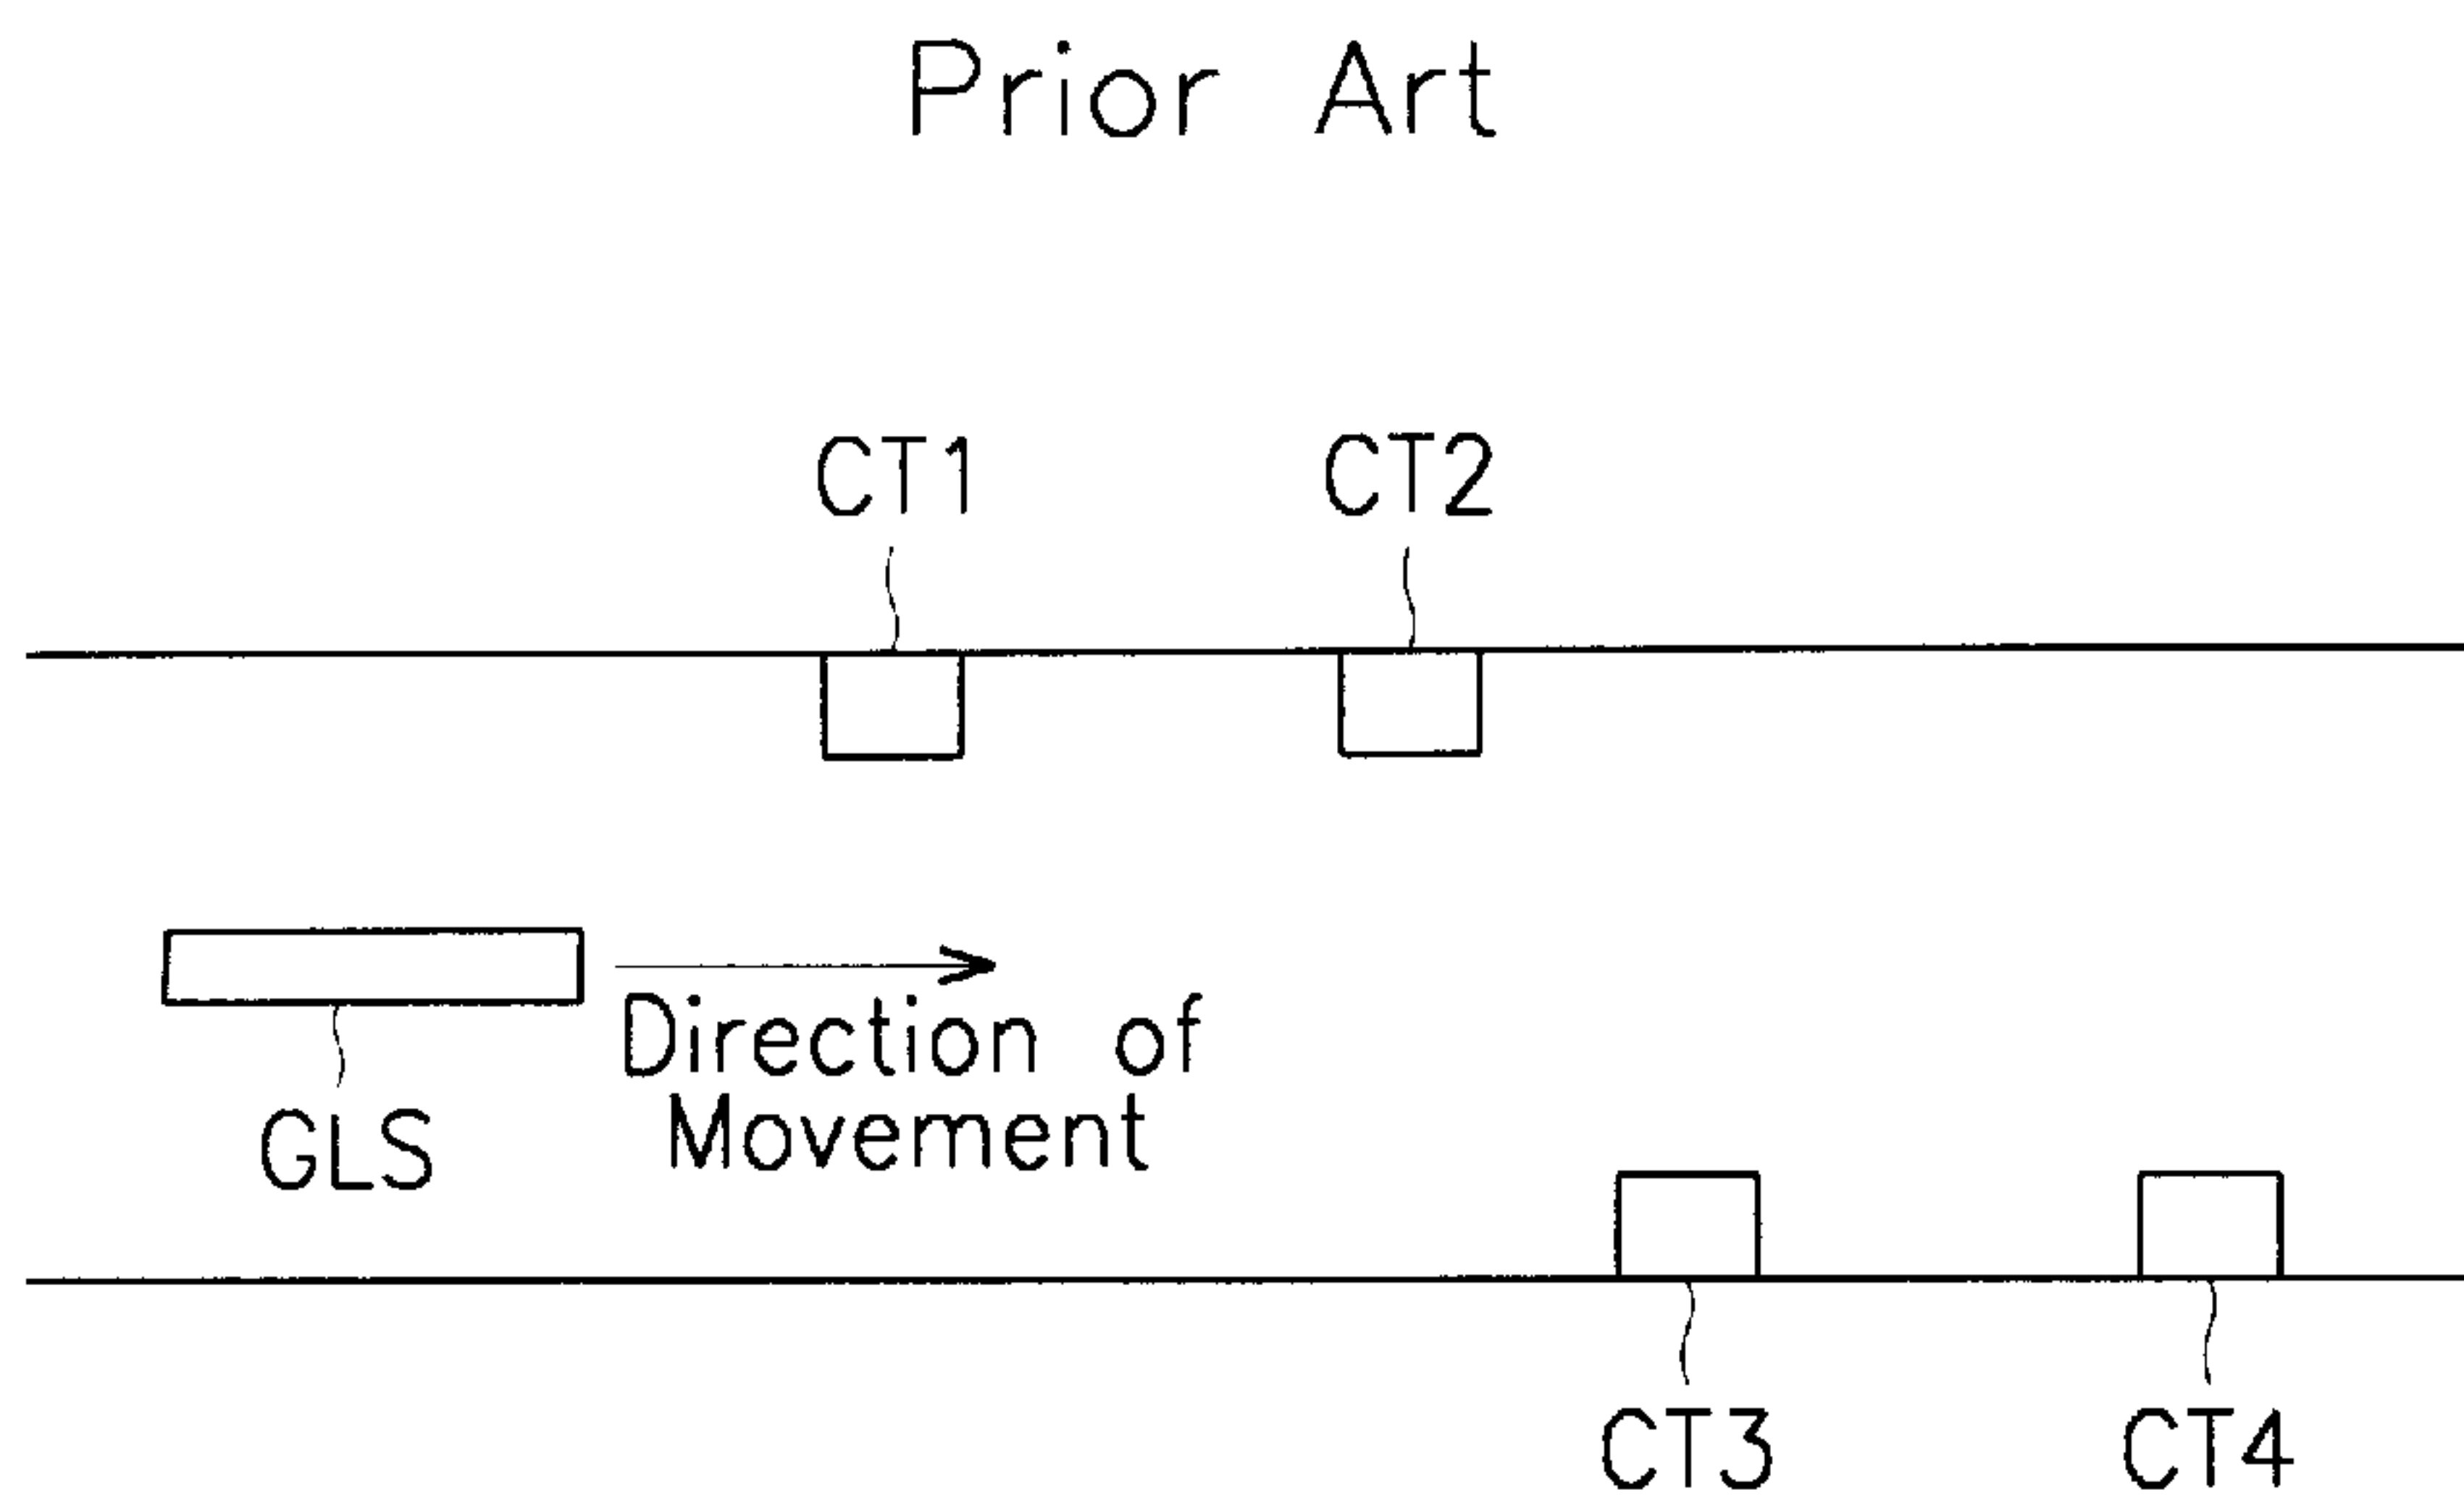 Prior Art
CT1
CT2
Direction of
Movement
GLS
CT3
CT4